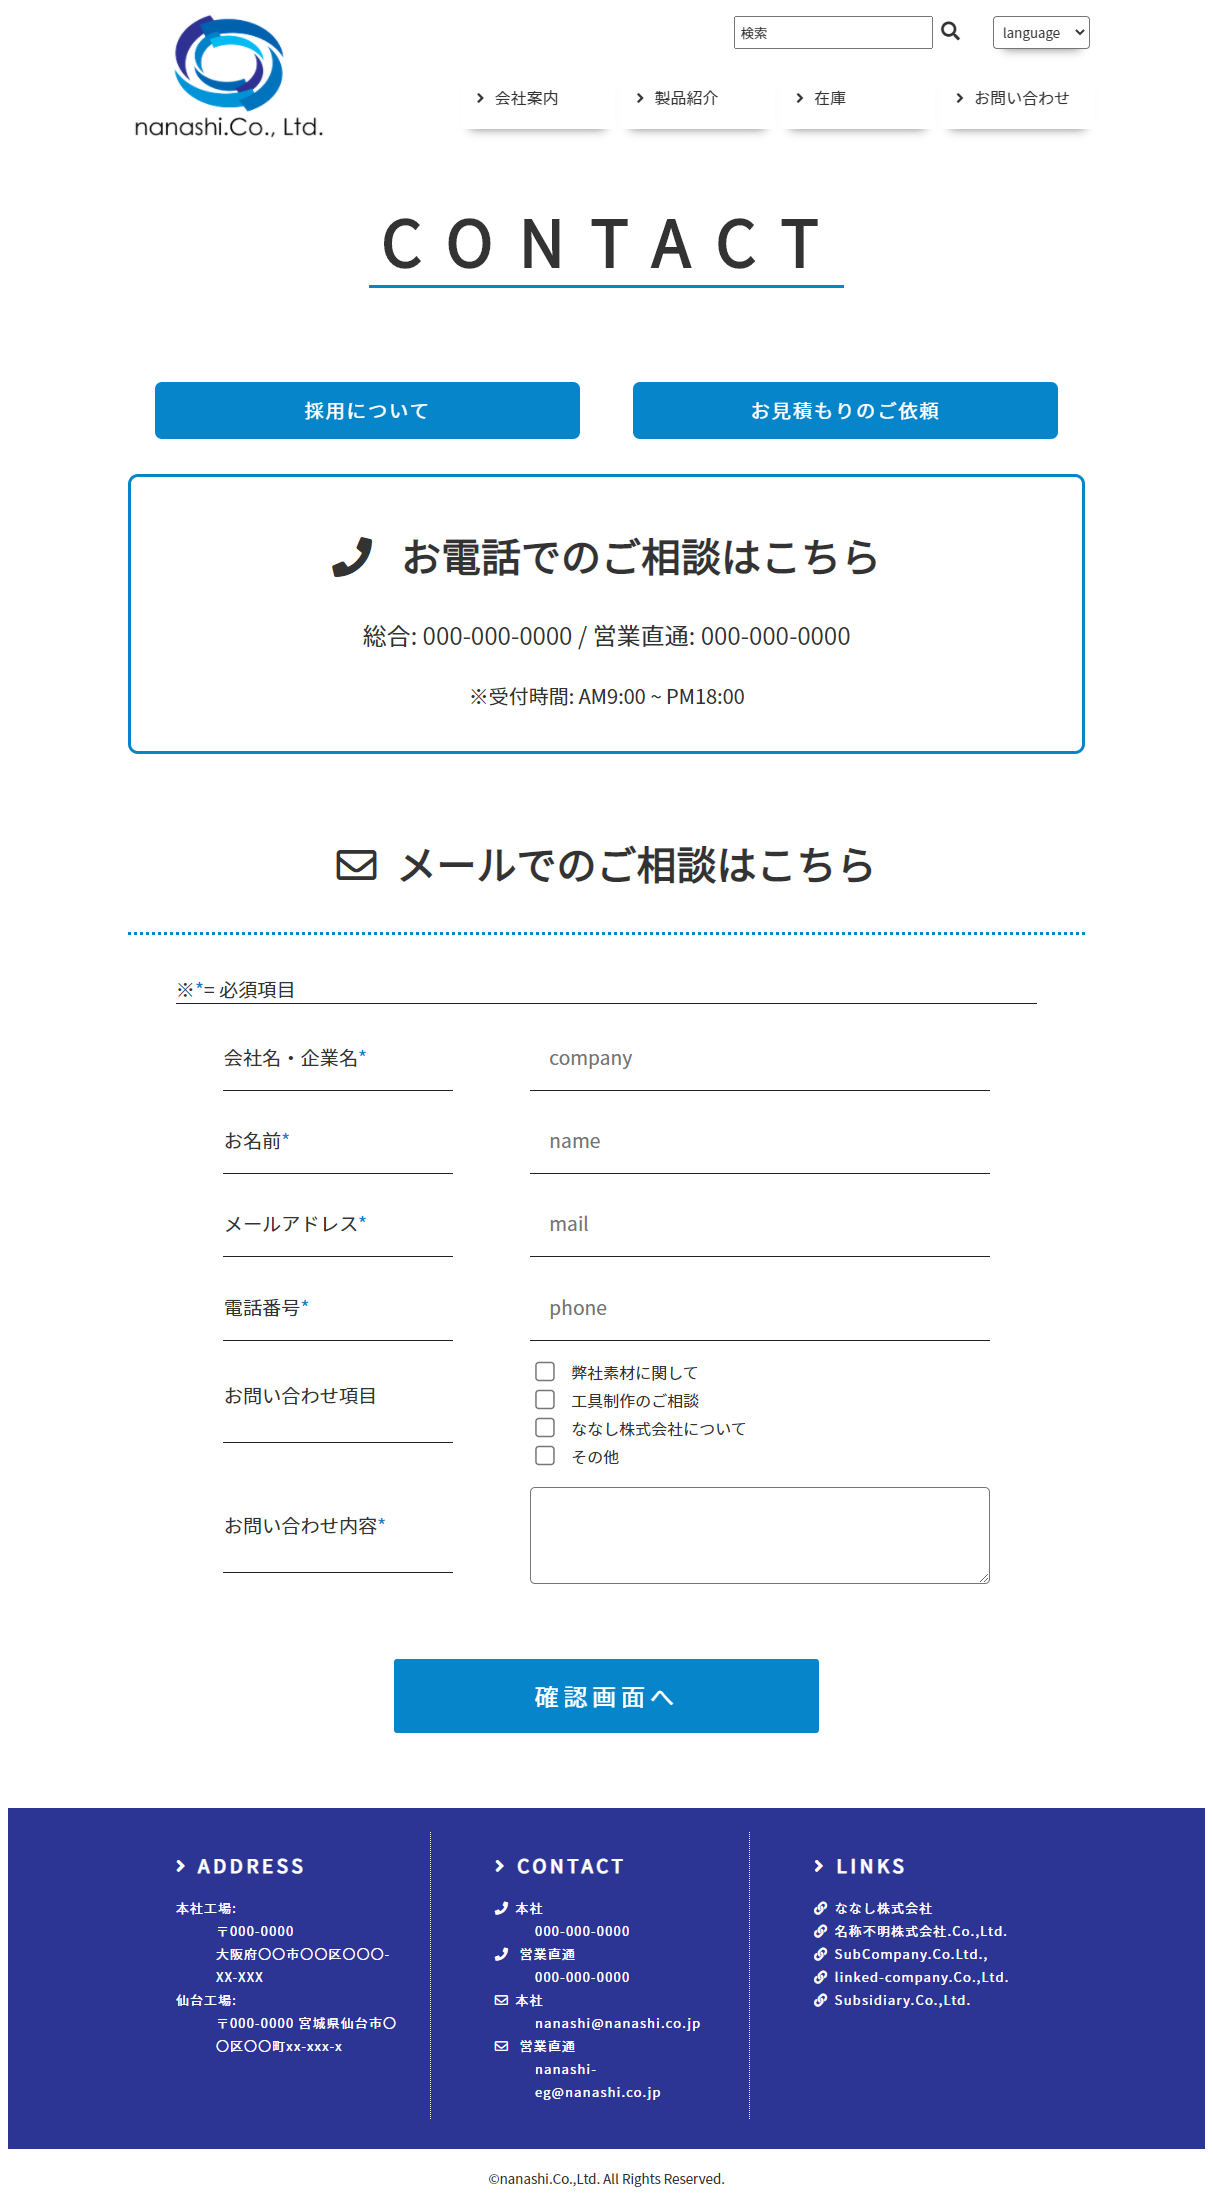 nanashi.Co., Ltd.
検索
language
会社案内
製品紹介
在庫
お問い合わせ
CONTACT
採用について
お見積もりのご依頼
お電話でのご相談はこちら
総合: 000-000-0000 / 営業直通: 000-000-0000
※受付時間: AM9:00 ~ PM18:00
メールでのご相談はこちら
※*= 必須項目
会社名・企業名*
company
お名前*
name
メールアドレス*
mail
電話番号*
phone
お問い合わせ項目
弊社素材に関して
工具制作のご相談
ななし株式会社について
その他
お問い合わせ内容*
確認画面へ
ADDRESS
本社工場:
〒000-0000
大阪府〇〇市〇〇区〇〇〇-
XX-XXX
仙台工場:
〒000-0000 宮城県仙台市〇
〇区〇〇町xx-xxx-x
CONTACT
本社
000-000-0000
営業直通
000-000-0000
本社
nanashi@nanashi.co.jp
営業直通
nanashi-
eg@nanashi.co.jp
LINKS
ななし株式会社
名称不明株式会社.Co.,Ltd.
SubCompany.Co.Ltd.,
linked-company.Co.,Ltd.
Subsidiary.Co.,Ltd.
©nanashi.Co.,Ltd. All Rights Reserved.